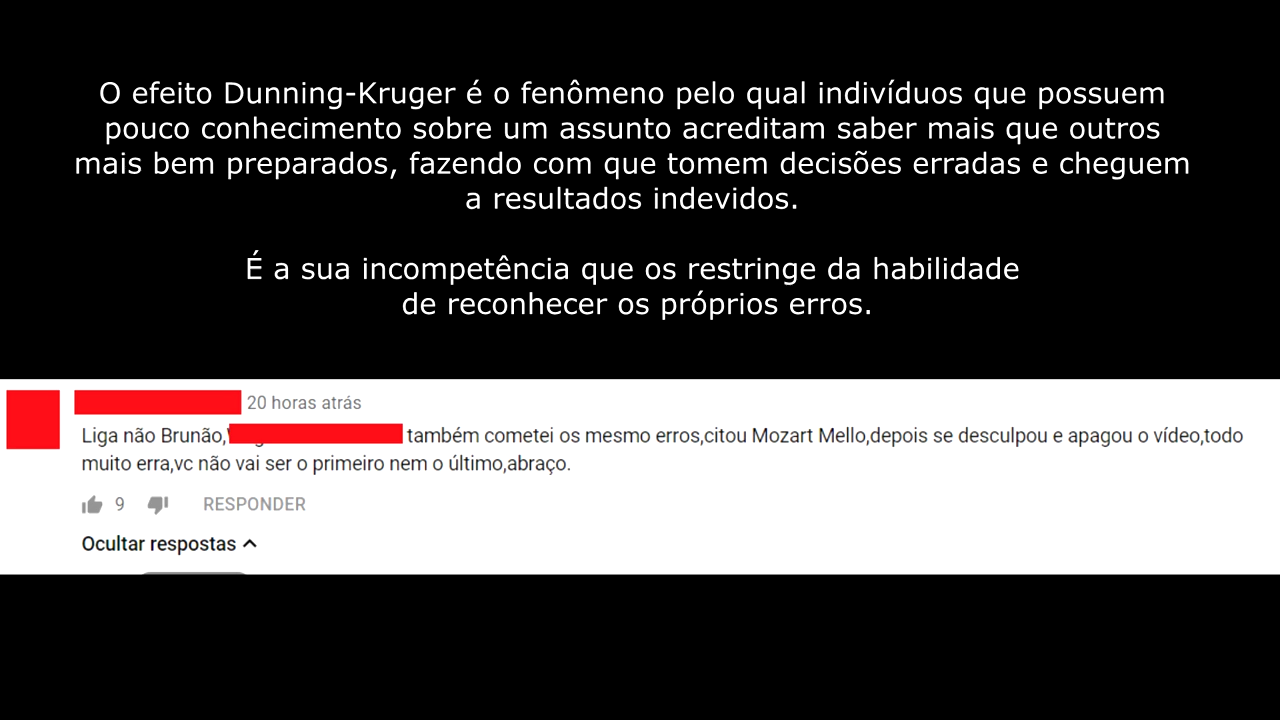 O efeito Dunning-Kruger é o fenômeno pelo qual indivíduos que possuem
pouco conhecimento sobre um assunto acreditam saber mais que outros
mais bem preparados, fazendo com que tomem decisões erradas e cheguem
a resultados indevidos.
É a sua incompetência que os restringe da habilidade
de reconhecer os próprios erros.
20 horas atrás
Liga não Brunão, também cometei os mesmo erros,citou Mozart Mello,depois se desculpou e apagou o vídeo,todo
muito erra,vc não vai ser o primeiro nem o último,abraço.
9 RESPONDER
Ocultar respostas